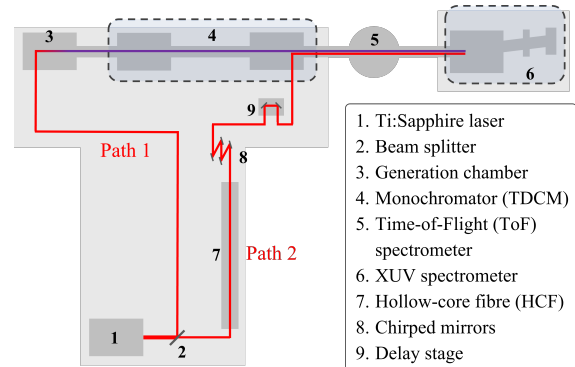 3
4
5
6
9
Path 1
8
7
Path 2
1
2
1. Ti:Sapphire laser
2. Beam splitter
3. Generation chamber
4. Monochromator (TDCM)
5. Time-of-Flight (ToF)
spectrometer
6. XUV spectrometer
7. Hollow-core fibre (HCF)
8. Chirped mirrors
9. Delay stage